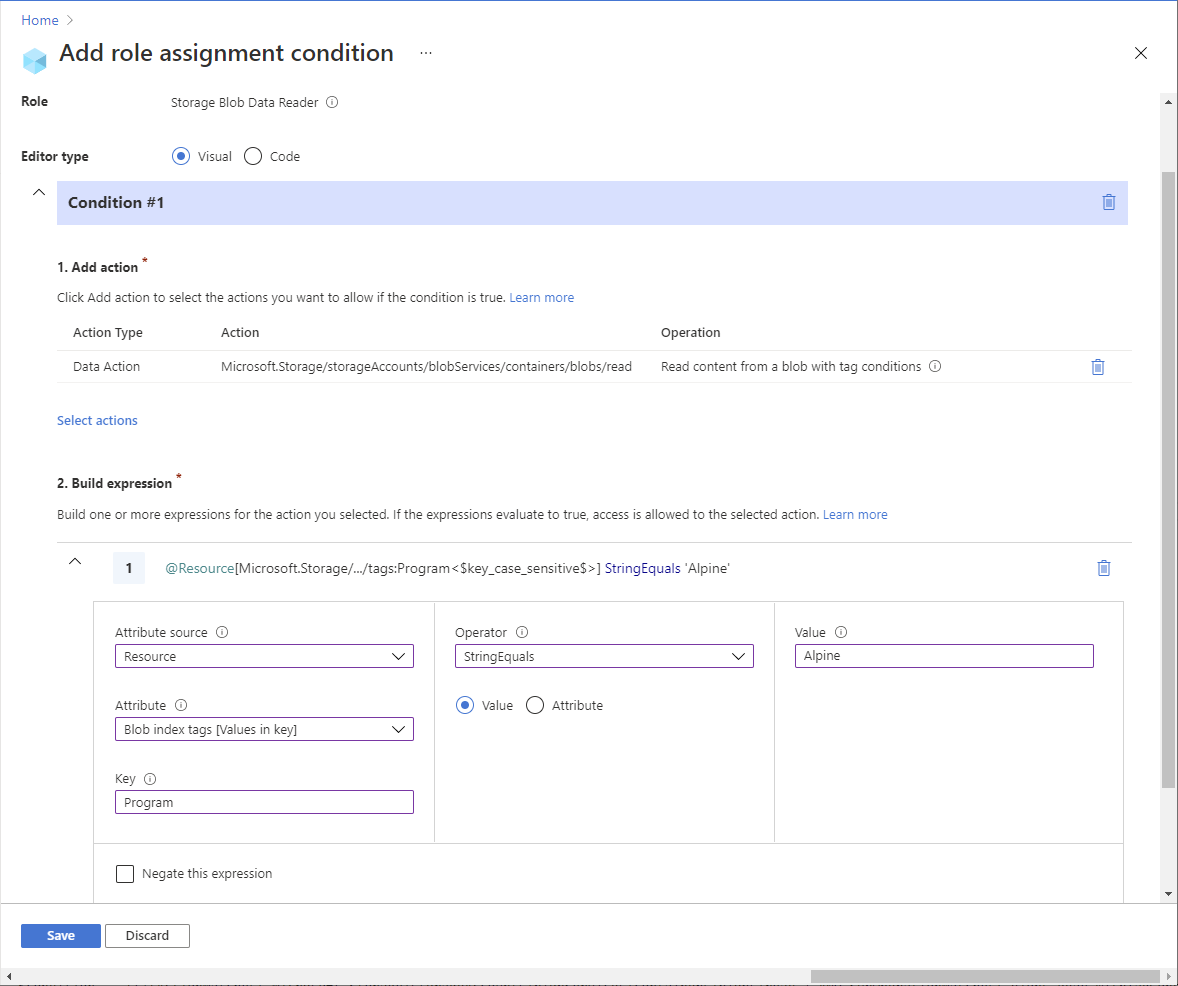 Home
Add role assignment condition ...
Role Storage Blob Data Reader
Editor type Visual Code
Condition #1
1. Add action *
Click Add action to select the actions you want to allow if the condition is true. Learn more
Action Type Action Operation
Data Action Microsoft.Storage/storageAccounts/blobServices/containers/blobs/read Read content from a blob with tag conditions
Select actions
2. Build expression *
Build one or more expressions for the action you selected. If the expressions evaluate to true, access is allowed to the selected action. Learn more
1 @Resource[Microsoft.Storage/.../tags:Program<$key_case_sensitive$>] StringEquals 'Alpine'
Attribute source Operator Value
Resource StringEquals Alpine
Attribute Value Attribute
Blob index tags [Values in key]
Key
Program
Negate this expression
Save Discard